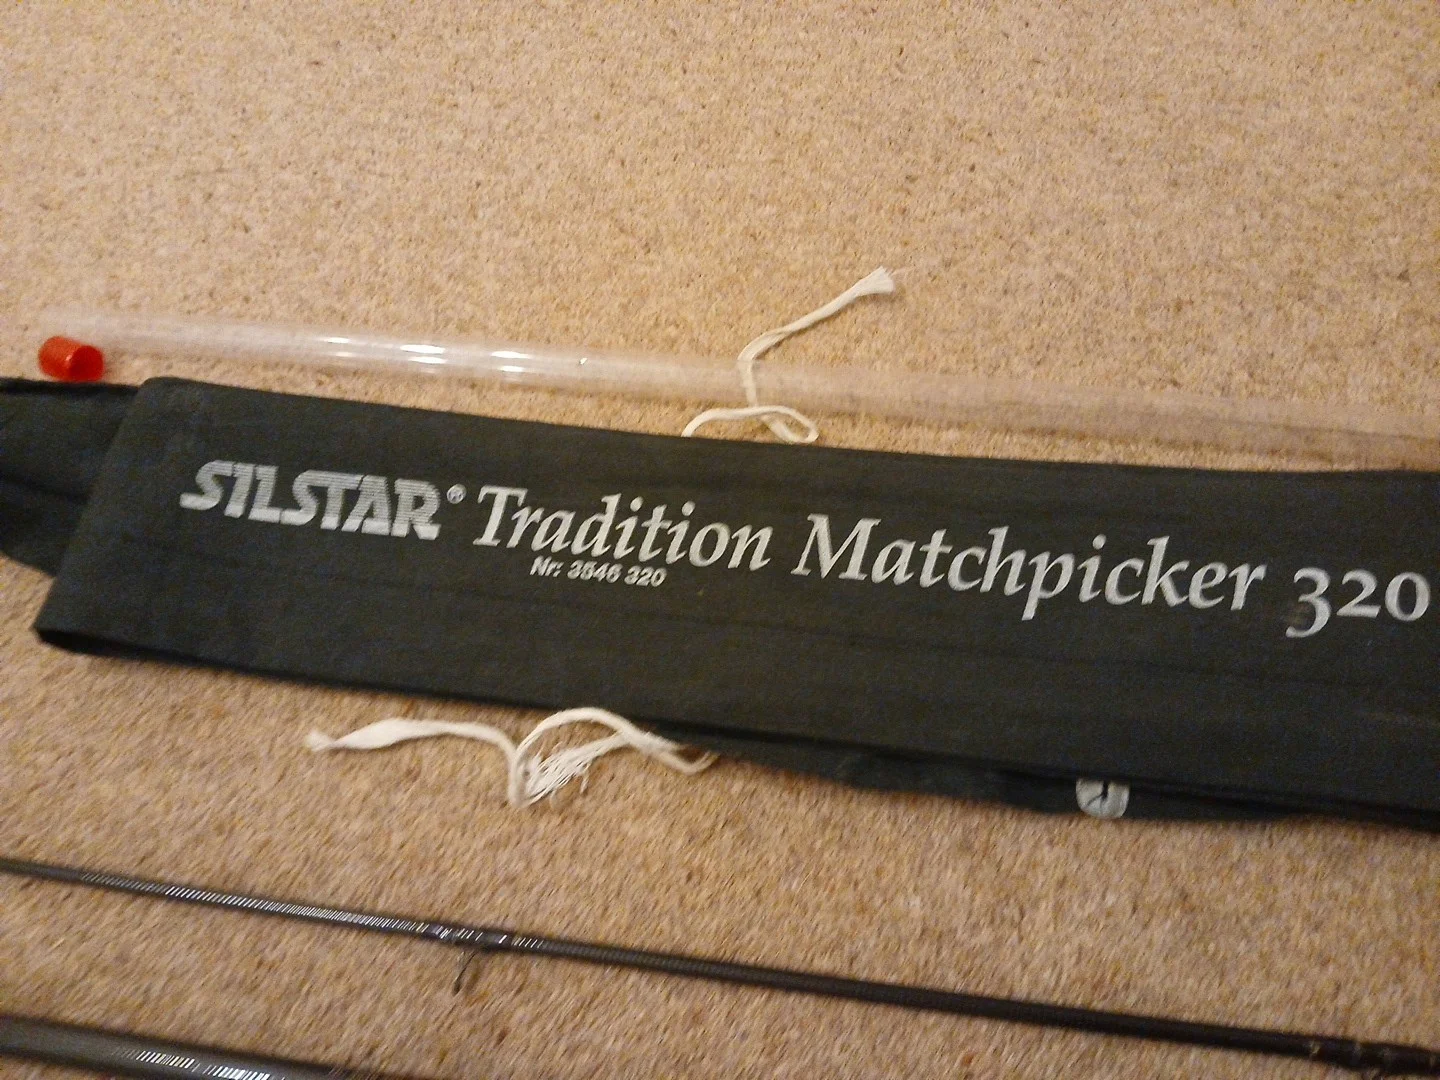 SILSTAR® Tradition Matchpicker 320
Nr: 3546 320